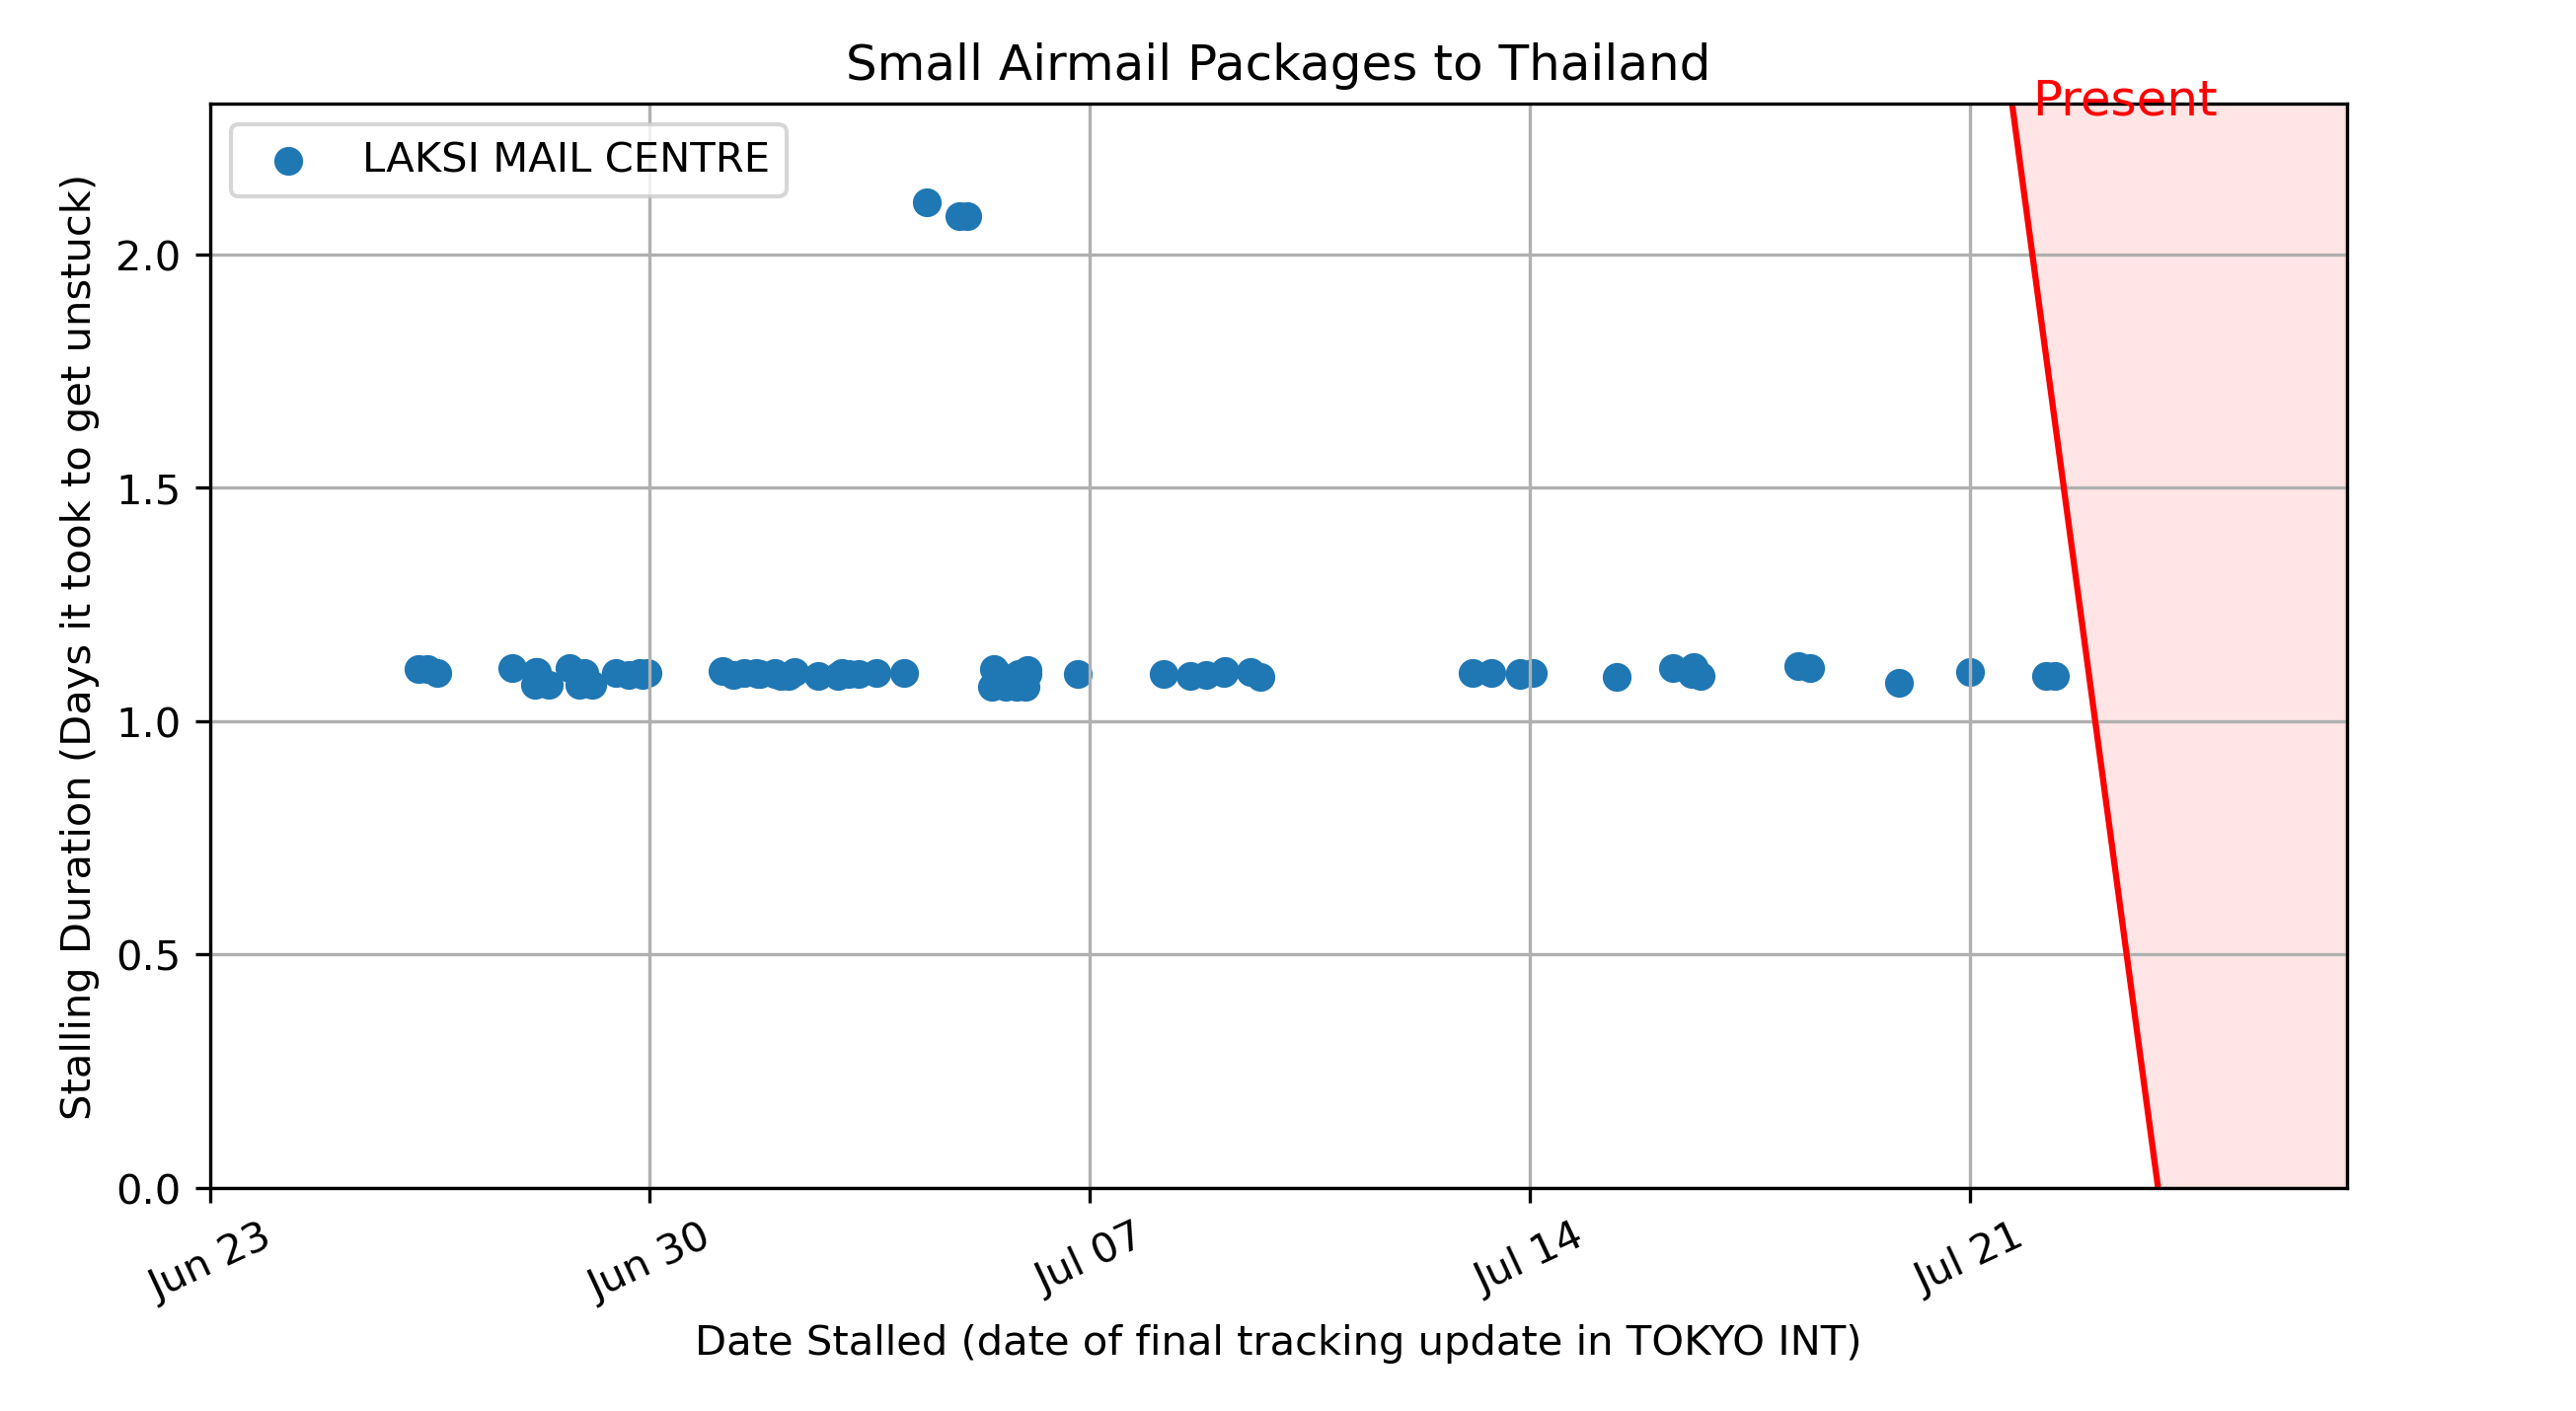 Small Airmail Packages to Thailand
Present
LAKSI MAIL CENTRE
Stalling Duration (Days it took to get unstuck)
2.0
1.5
1.0
0.5
0.0
Jun 23
Jun 30
Jul 07
Jul 14
Jul 21
Date Stalled (date of final tracking update in TOKYO INT)